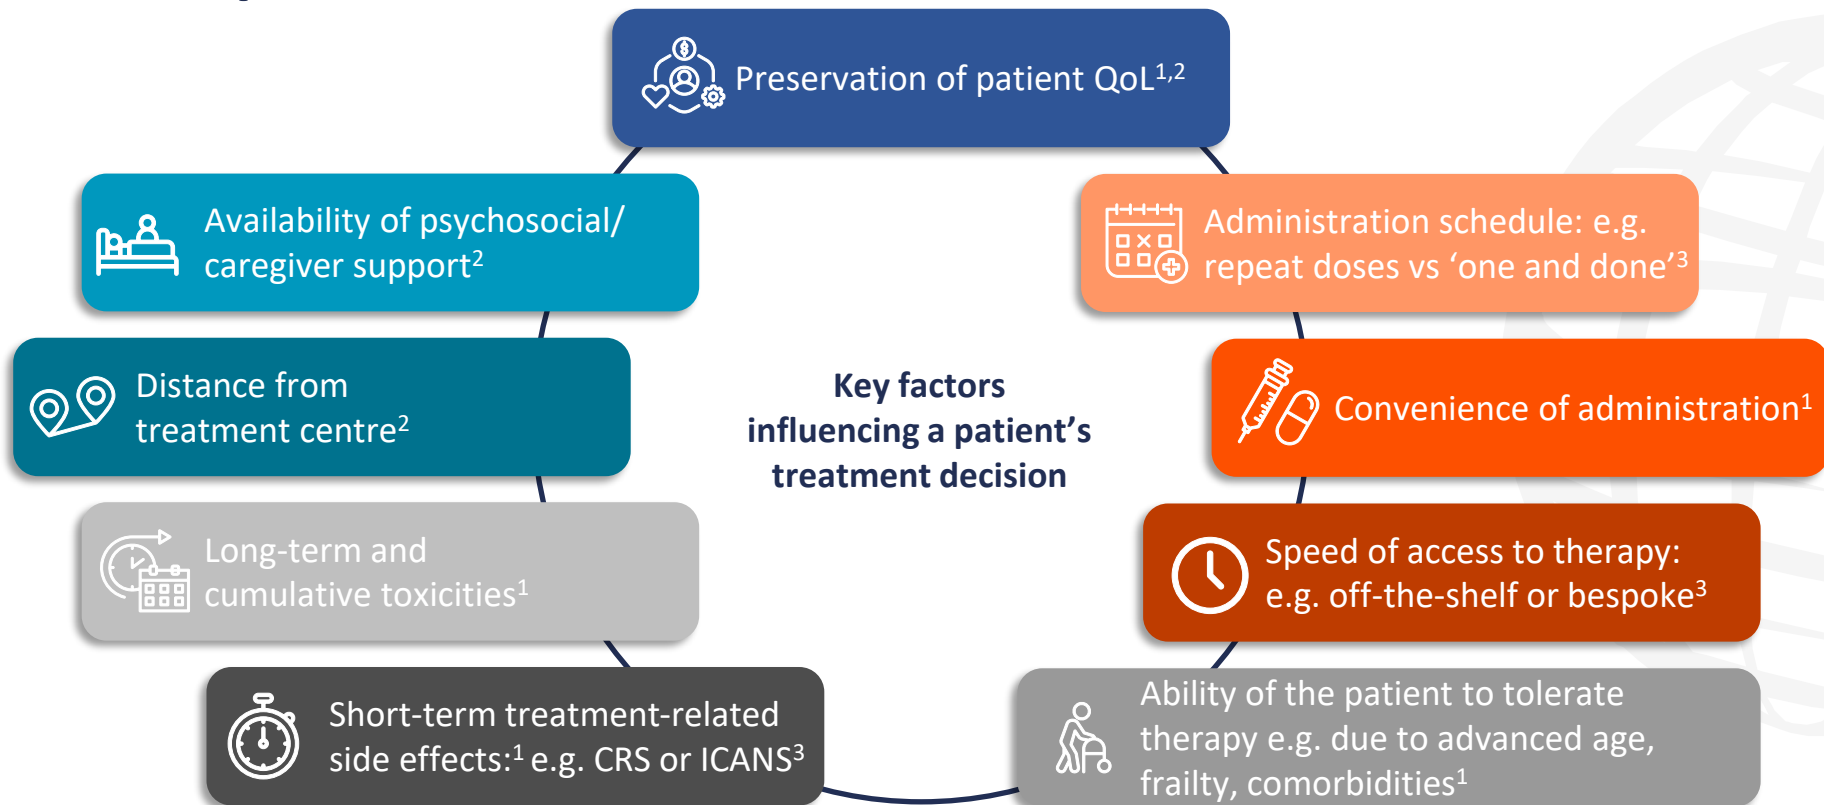 Preservation of patient QoL1,2
Availability of psychosocial/
caregiver support2
Administration schedule: e.g.
repeat doses vs ‘one and done’3
Distance from
treatment centre2
Key factors
influencing a patient’s
treatment decision
Convenience of administration1
Long-term and
cumulative toxicities1
Speed of access to therapy:
e.g. off-the-shelf or bespoke3
Short-term treatment-related
side effects:1 e.g. CRS or ICANS3
Ability of the patient to tolerate
therapy e.g. due to advanced age,
frailty, comorbidities1